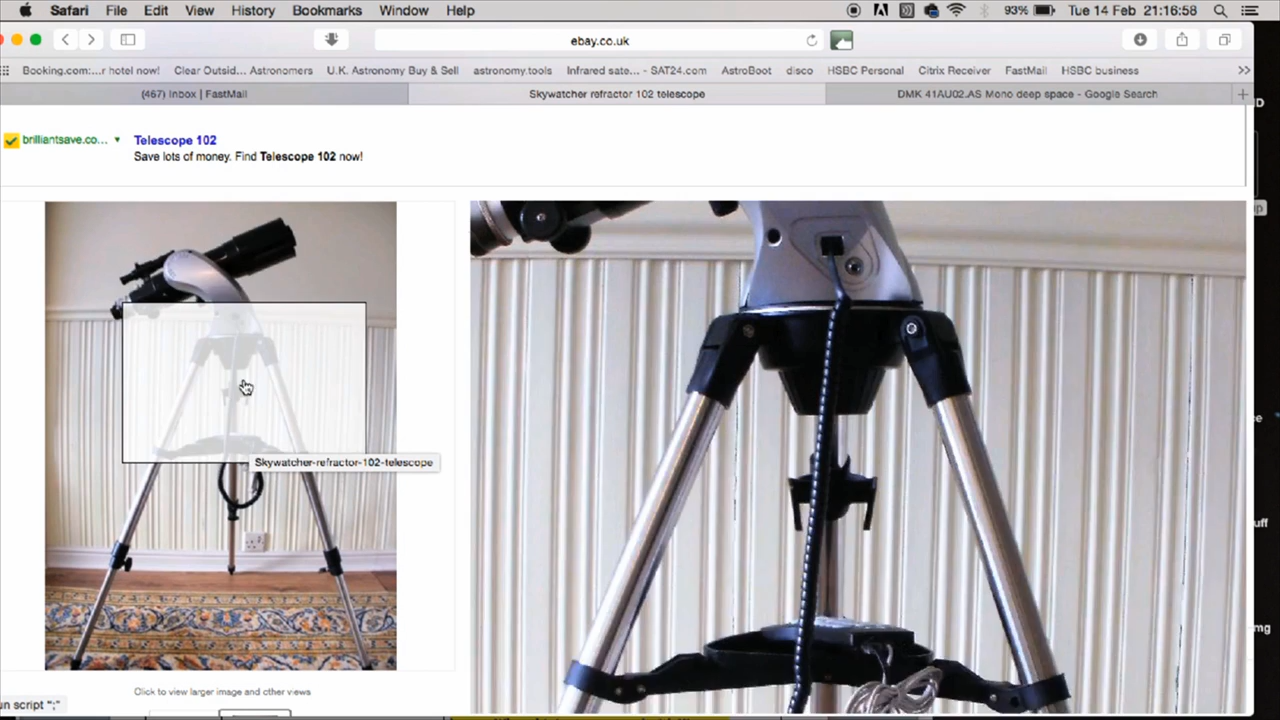 Safari File Edit View History Bookmarks Window Help 93% Tue 14 Feb 21:16:58
ebay.co.uk
Booking.com:...r hotel now! Clear Outsid... Astronomers U.K. Astronomy Buy & Sell astronomy.tools Infrared sate... - SAT24.com AstroBoot disco HSBC Personal Citrix Receiver FastMail HSBC business
(467) Inbox | FastMail Skywatcher refractor 102 telescope DMK 41AU02.AS Mono deep space - Google Search
brilliantsave.co... Telescope 102
Save lots of money. Find Telescope 102 now!
Skywatcher-refractor-102-telescope
Click to view larger image and other views
un script ";"